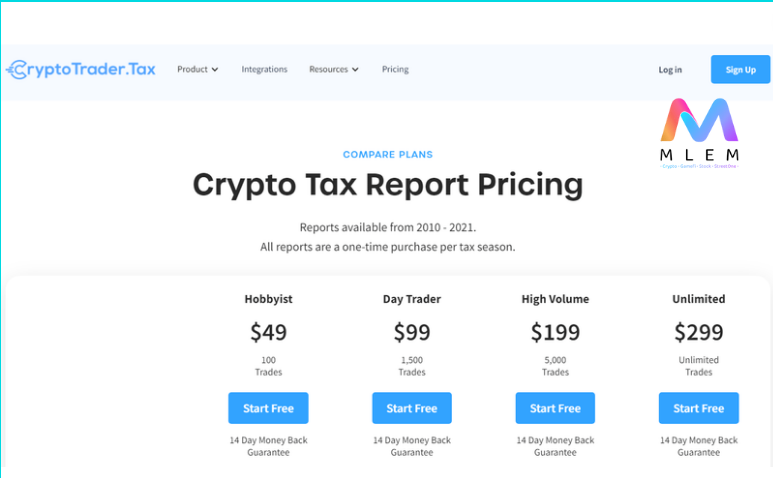 CryptoTrader.Tax
Product
Integrations
Resources
Pricing
Log in
Sign Up
MLEM
COMPARE PLANS
Crypto Tax Report Pricing
Reports available from 2010 - 2021.
All reports are a one-time purchase per tax season.
Hobbyist
Day Trader
High Volume
Unlimited
$49
$99
$199
$299
100
1,500
5,000
Unlimited
Trades
Trades
Trades
Trades
Start Free
Start Free
Start Free
Start Free
14 Day Money Back
14 Day Money Back
14 Day Money Back
14 Day Money Back
Guarantee
Guarantee
Guarantee
Guarantee